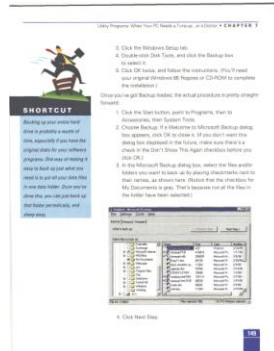 Utility Programs: When Your PC Needs a Tune-up, or a Doctor • CHAPTER 7
3. Click the Windows Setup tab.
4. Double-click Disk Tools, and click the Backup box
to select it.
5. Click OK twice, and follow the instructions. (You'll need
your original Windows 95 floppies or CD-ROM to complete
the installation.)
Once you've got Backup loaded, the actual procedure is pretty straight-
forward:
1. Click the Start button, point to Programs, then to
Accessories, then System Tools.
2. Choose Backup. If a Welcome to Microsoft Backup dialog
box appears, click OK to close it. (If you don't want this
dialog box displayed in the future, make sure there's a
check in the Don't Show This Again checkbox before you
click OK.)
3. In the Microsoft Backup dialog box, select the files and/or
folders you want to back up by placing checkmarks next to
their names, as shown here. (Notice that the checkbox for
My Documents is gray. That's because not all the files in
the folder have been selected.)
SHORTCUT
Backing up your entire hard
drive is probably a waste of
time, especially if you have the
original disks for your software
programs. One way of making it
easy to back up just what you
need is to put all your data files
in one data folder. Once you've
done this, you can just back up
that folder periodically, and
sleep easy.
4. Click Next Step.
149